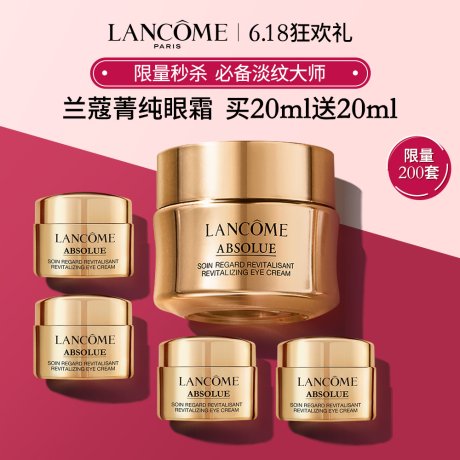 LANCÔME
PARIS
6.18狂欢礼
限量秒杀 必备淡纹大师
兰蔻菁纯眼霜 买20ml送20ml
限量
200套
LANCÔME
ABSOLUE
SOIN REGARD REVITALISANT
REVITALIZING EYE CREAM
LANCÔME
ABSOLUE
SOIN REGARD REVITALISANT
REVITALIZING EYE CREAM
LANCÔME
ABSOLUE
SOIN REGARD REVITALISANT
REVITALIZING EYE CREAM
LANCÔME
ABSOLUE
SOIN REGARD REVITALISANT
REVITALIZING EYE CREAM
LANCÔME
ABSOLUE
SOIN REGARD REVITALISANT
REVITALIZING EYE CREAM